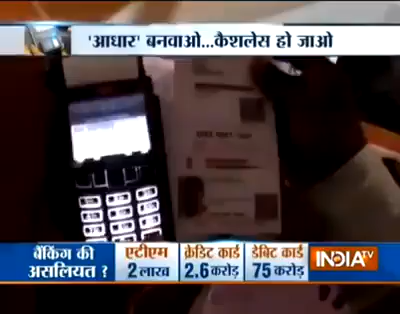 'आधार' बनवाओ...कैशलेस हो जाओ
बैंकिंग की असलियत ?
एटीएम
2 लाख
क्रेडिट कार्ड
2.6 करोड़
डेबिट कार्ड
75 करोड़
INDIA TV